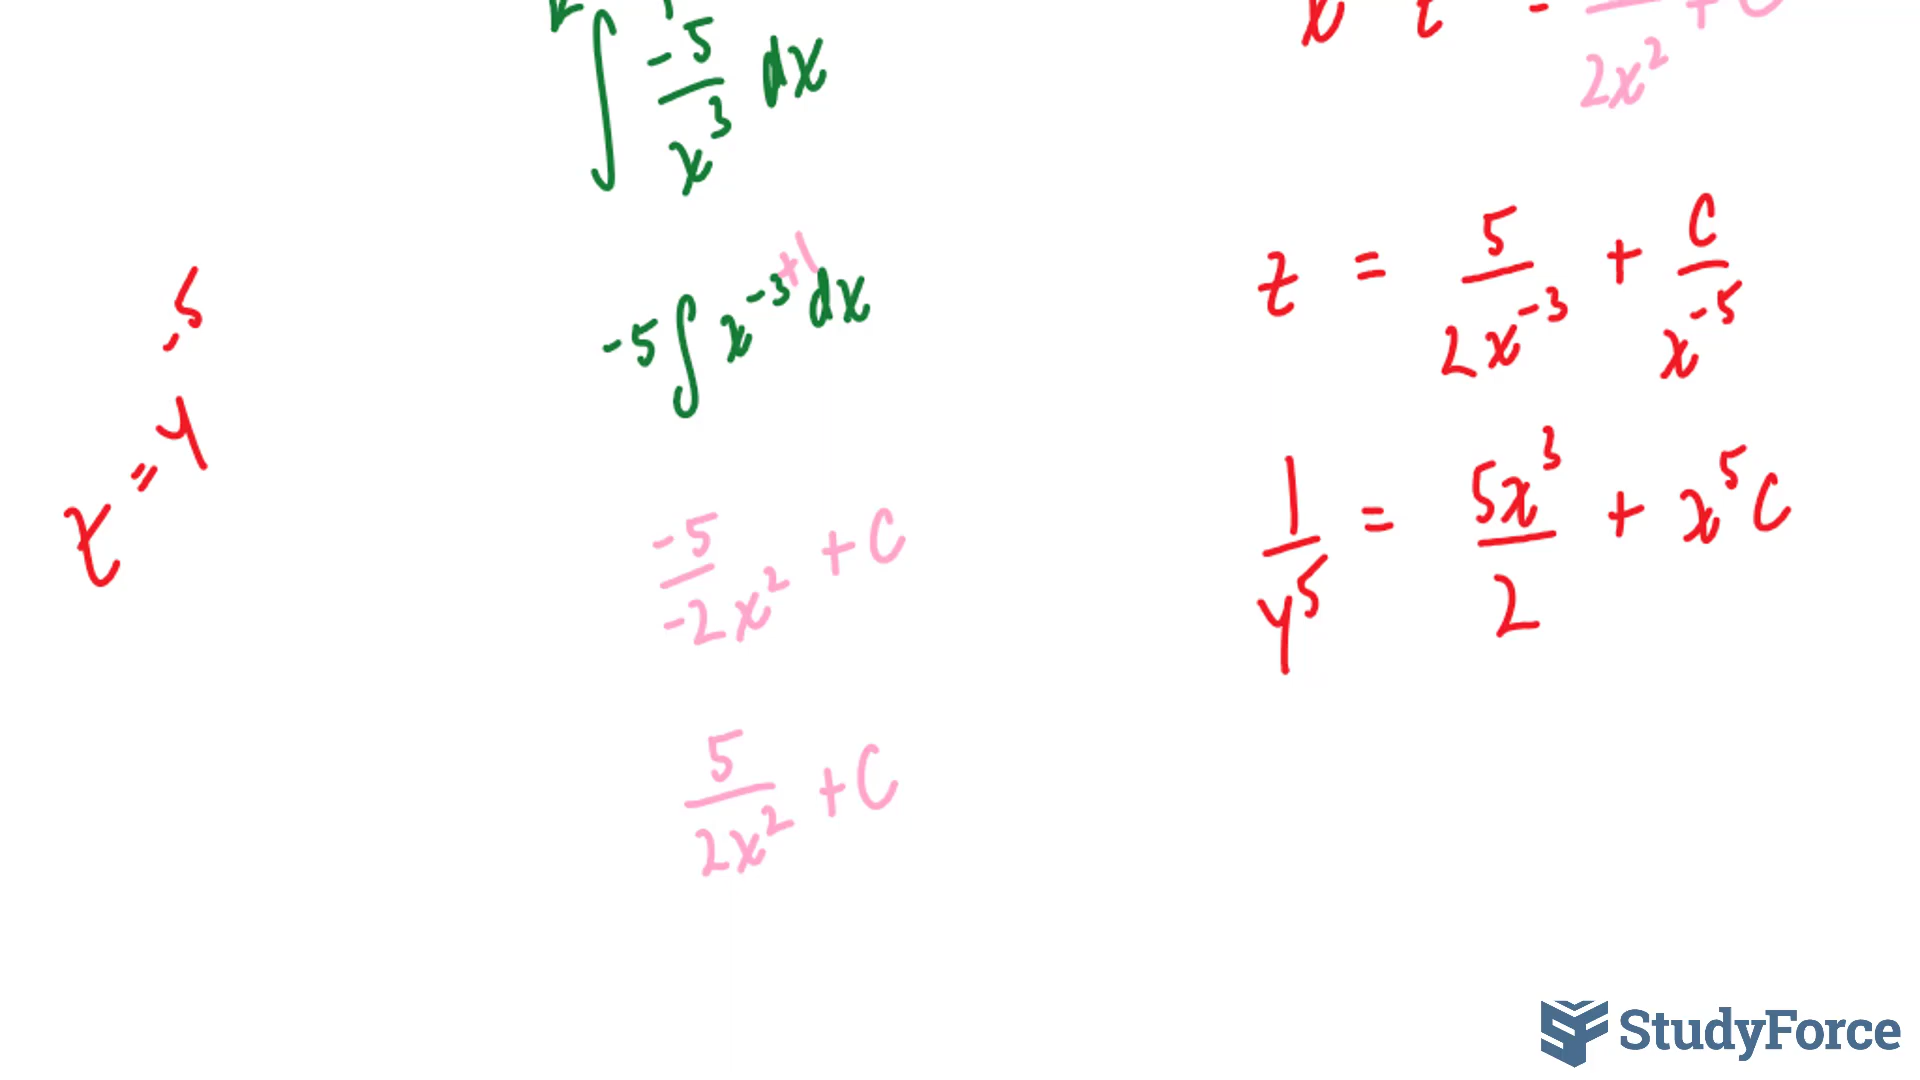 ∫ -5/x³ dx
-5 ∫ x⁻³⁺¹ dx
-5/-2x² + C
5/2x² + C
z = y⁻⁵
x z = /2x² + C
z = 5/2x⁻³ + C/x⁻⁵
1/y⁵ = 5x³/2 + x⁵C
StudyForce